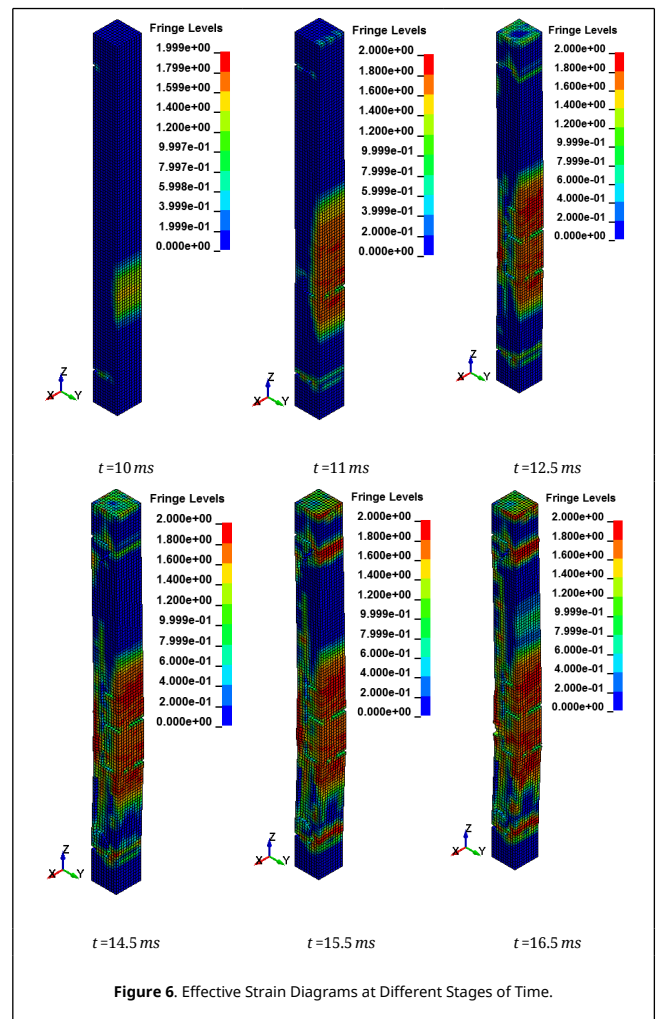 Fringe Levels
1.999e+00
1.799e+00
1.599e+00
1.400e+00
1.200e+00
9.997e-01
7.997e-01
5.998e-01
3.999e-01
1.999e-01
0.000e+00
Z
X
Y
t=10 ms
Fringe Levels
2.000e+00
1.800e+00
1.600e+00
1.400e+00
1.200e+00
9.999e-01
7.999e-01
5.999e-01
3.999e-01
2.000e-01
0.000e+00
Z
X
Y
t=11 ms
Fringe Levels
2.000e+00
1.800e+00
1.600e+00
1.400e+00
1.200e+00
9.999e-01
7.999e-01
6.000e-01
4.000e-01
2.000e-01
0.000e+00
Z
X
Y
t=12.5 ms
Fringe Levels
2.000e+00
1.800e+00
1.600e+00
1.400e+00
1.200e+00
9.999e-01
7.999e-01
6.000e-01
4.000e-01
2.000e-01
0.000e+00
Z
X
Y
t=14.5 ms
Fringe Levels
2.000e+00
1.800e+00
1.600e+00
1.400e+00
1.200e+00
9.999e-01
7.999e-01
6.000e-01
4.000e-01
2.000e-01
0.000e+00
Z
X
Y
t=15.5 ms
Fringe Levels
2.000e+00
1.800e+00
1.600e+00
1.400e+00
1.200e+00
9.999e-01
7.999e-01
6.000e-01
4.000e-01
2.000e-01
0.000e+00
Z
X
Y
t=16.5 ms
Figure 6. Effective Strain Diagrams at Different Stages of Time.